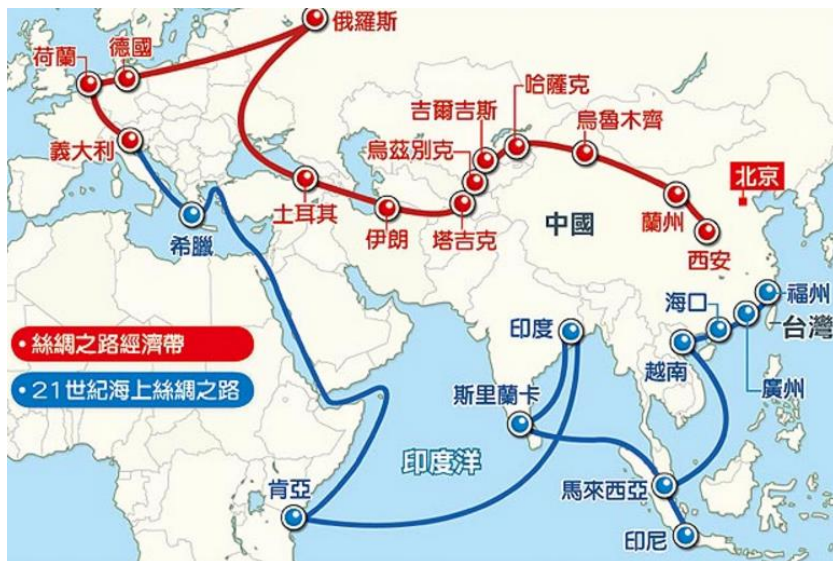 俄羅斯
德國
荷蘭
哈薩克
吉爾吉斯
烏魯木齊
義大利
烏茲別克
北京
土耳其
伊朗
塔吉克
中國
蘭州
西安
希臘
海口
福州
台灣
印度
•絲綢之路經濟帶
越南
•21世紀海上絲綢之路
斯里蘭卡
廣州
印度洋
肯亞
馬來西亞
印尼